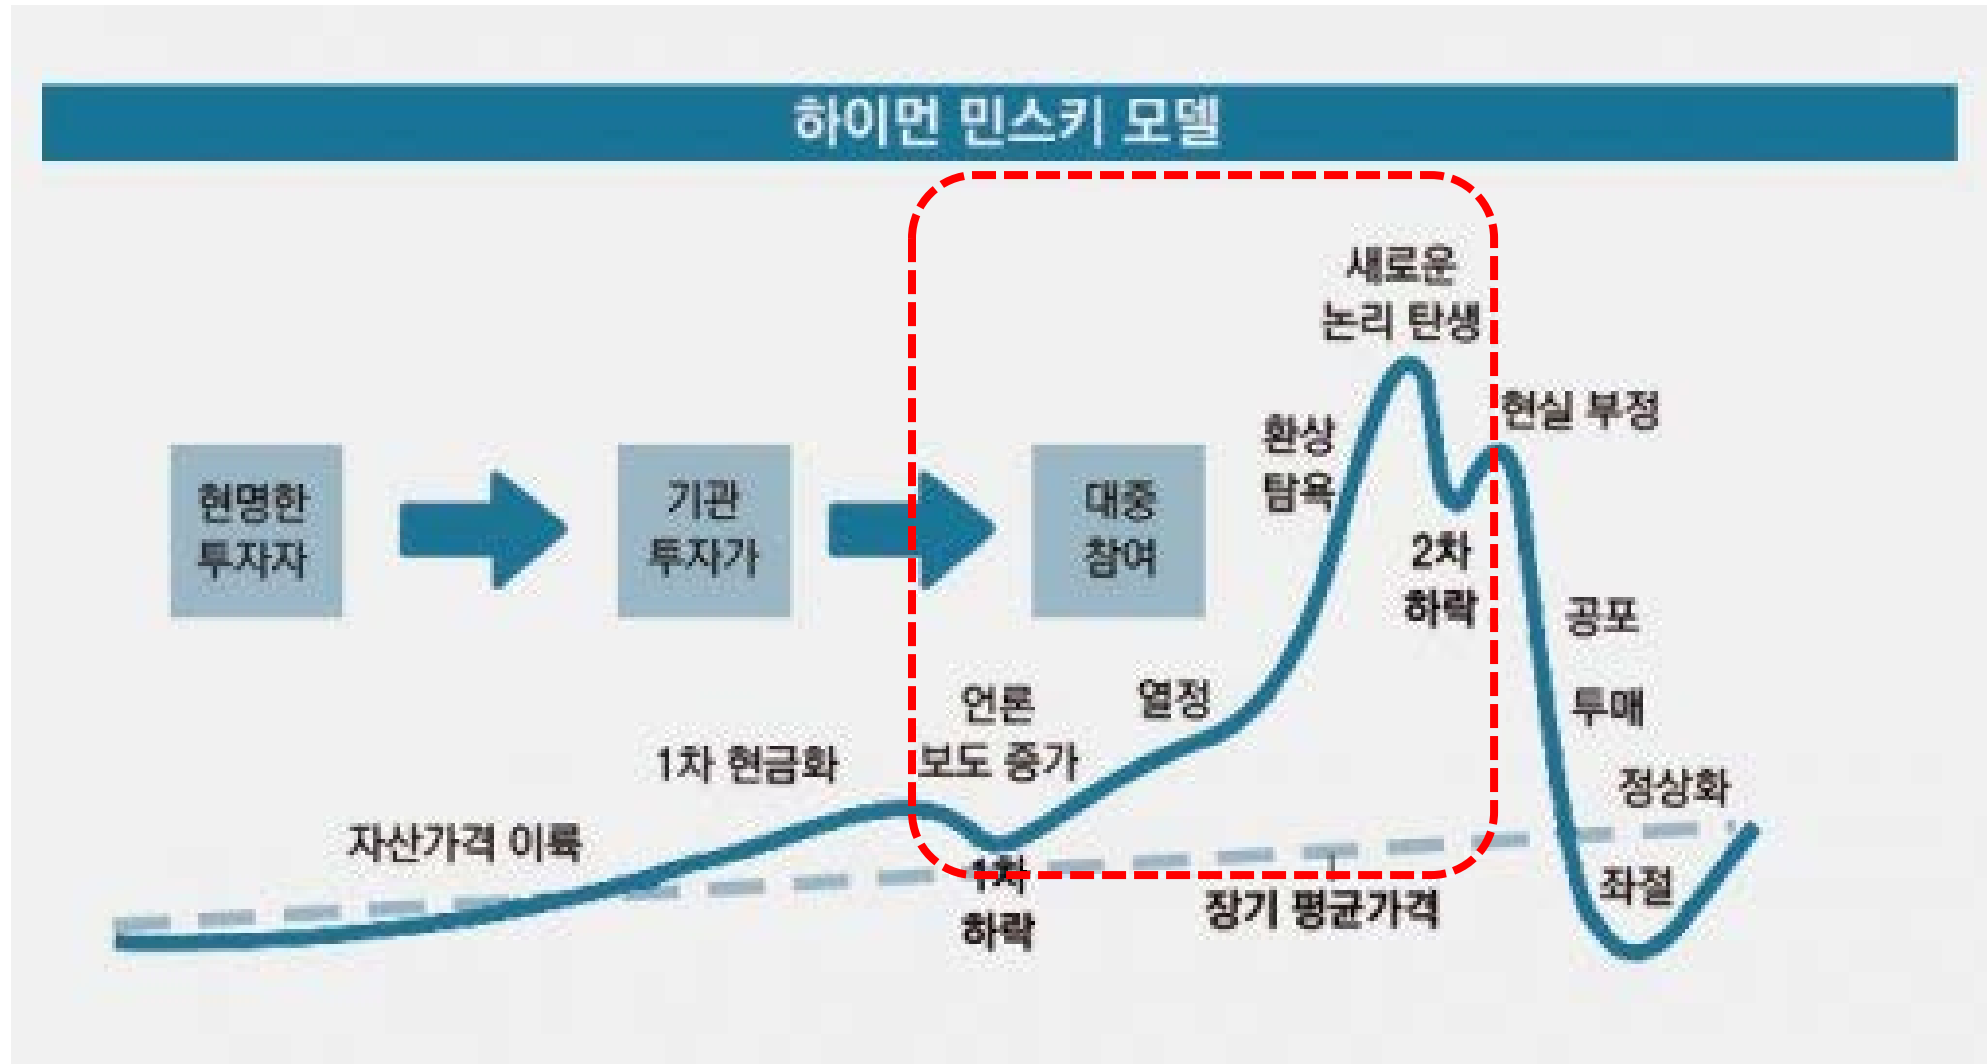 하이먼 민스키 모델
현명한
투자자
기관
투자가
대중
참여
자산가격 이륙
1차 현금화
언론
보도 증가
1차
하락
열정
환상
탐욕
새로운
논리 탄생
2차
하락
현실 부정
공포
투매
정상화
좌절
장기 평균가격